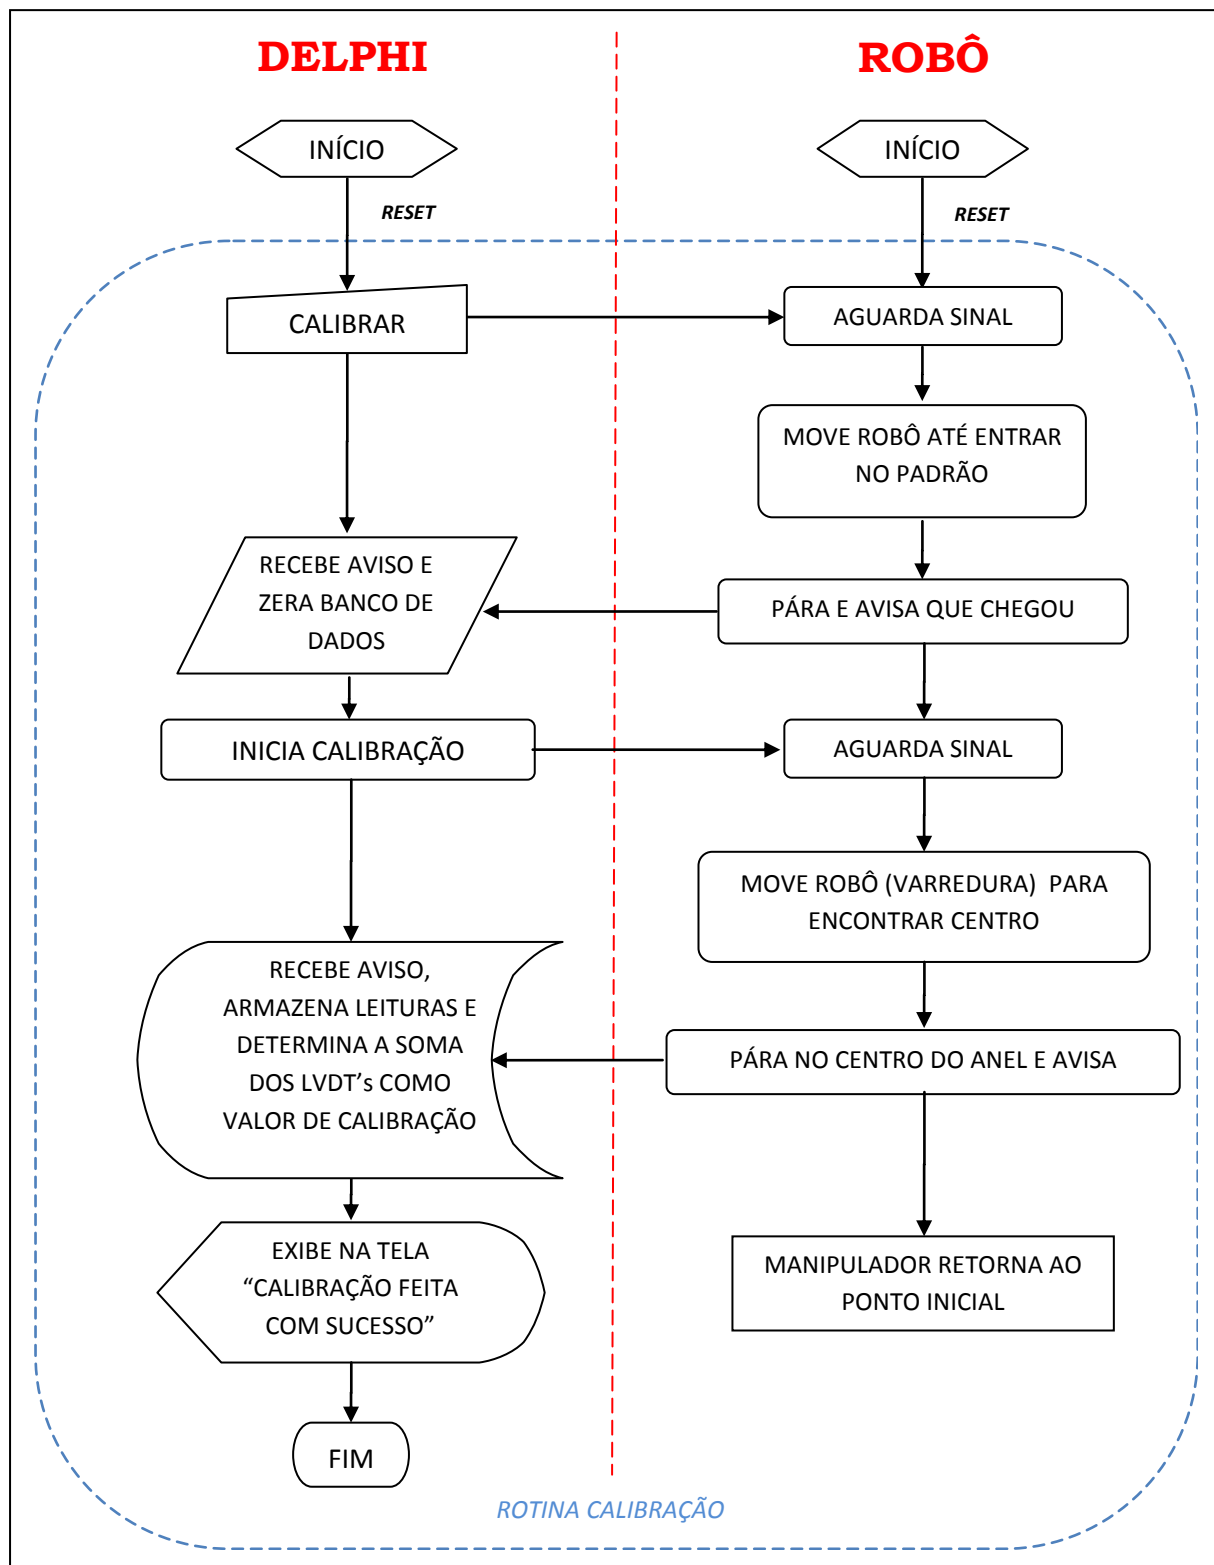 DELPHI
ROBÔ
INÍCIO
INÍCIO
RESET
RESET
CALIBRAR
AGUARDA SINAL
MOVE ROBÔ ATÉ ENTRAR
NO PADRÃO
RECEBE AVISO E
ZERA BANCO DE
DADOS
PÁRA E AVISA QUE CHEGOU
INICIA CALIBRAÇÃO
AGUARDA SINAL
MOVE ROBÔ (VARREDURA) PARA
ENCONTRAR CENTRO
RECEBE AVISO,
ARMAZENA LEITURAS E
DETERMINA A SOMA
DOS LVDT’s COMO
VALOR DE CALIBRAÇÃO
PÁRA NO CENTRO DO ANEL E AVISA
EXIBE NA TELA
“CALIBRAÇÃO FEITA
COM SUCESSO”
MANIPULADOR RETORNA AO
PONTO INICIAL
FIM
ROTINA CALIBRAÇÃO